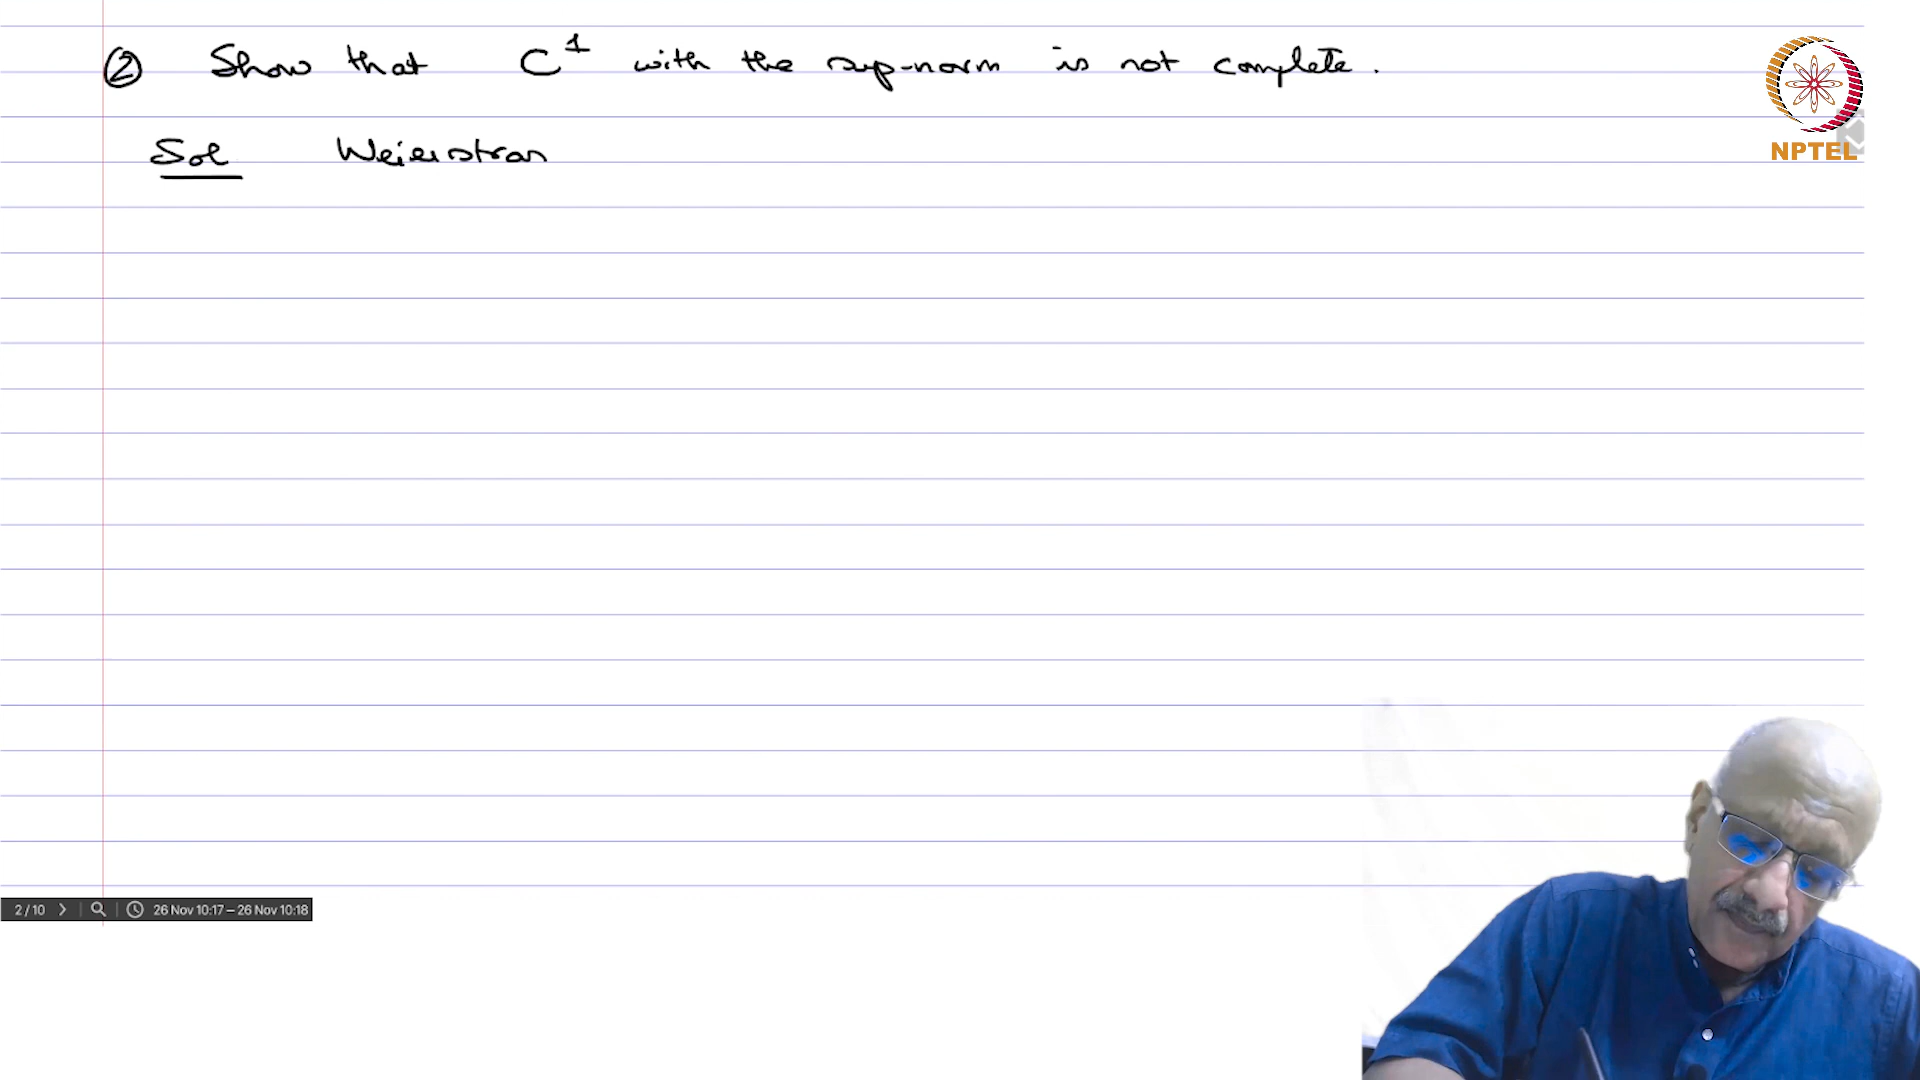 ② Show that C¹ with the sup-norm is not complete.
NPTEL
Sol Weierstras
2/10 26 Nov 10:17 – 26 Nov 10:18